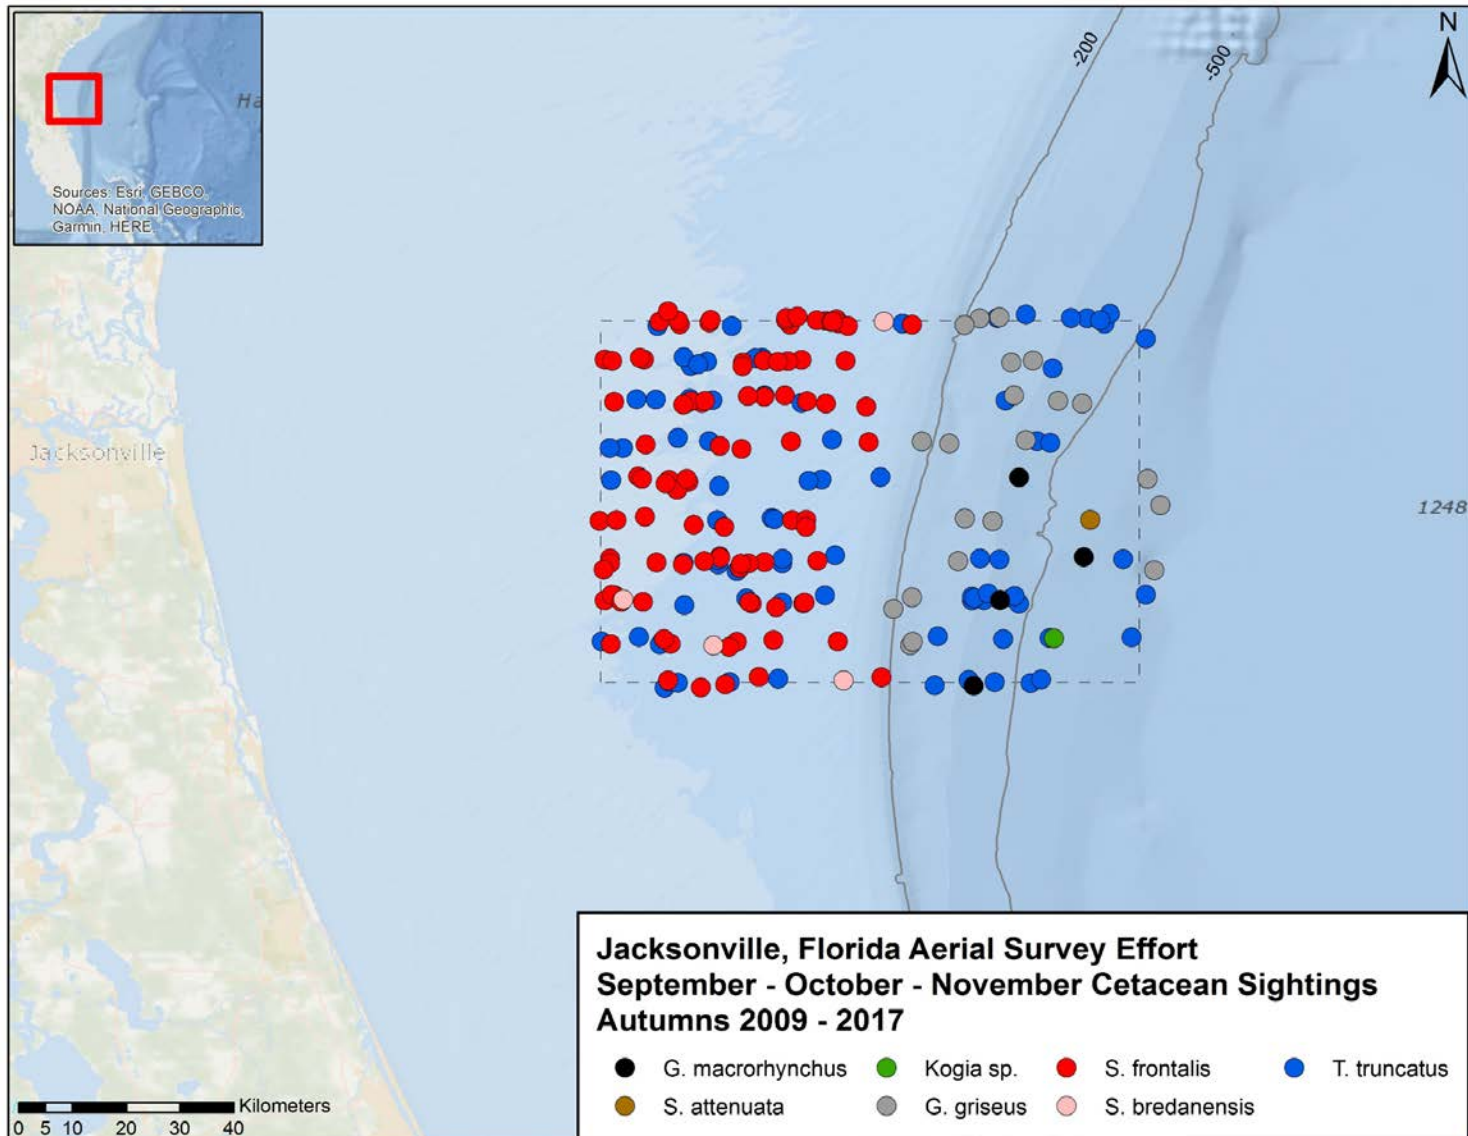 Ha
Sources: Esri, GEBCO,
NOAA, National Geographic,
Garmin, HERE
-200
-500
N
Jacksonville
1248
Jacksonville, Florida Aerial Survey Effort
September - October - November Cetacean Sightings
Autumns 2009 - 2017
G. macrorhynchus Kogia sp. S. frontalis T. truncatus
S. attenuata G. griseus S. bredanensis
Kilometers
0 5 10 20 30 40